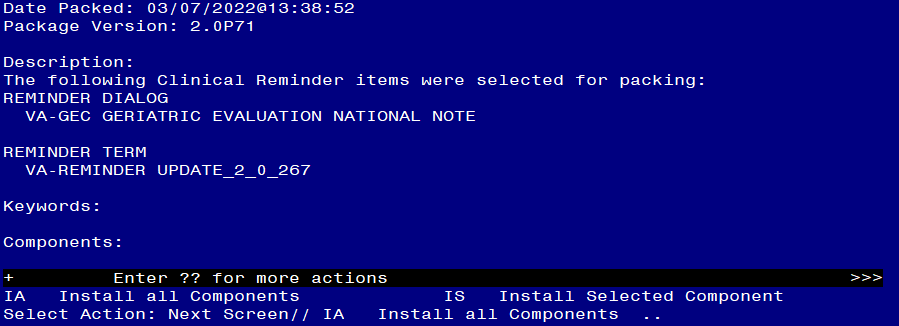 Date Packed: 03/07/2022@13:38:52
Package Version: 2.0P71
Description:
The following Clinical Reminder items were selected for packing:
REMINDER DIALOG
VA-GEC GERIATRIC EVALUATION NATIONAL NOTE
REMINDER TERM
VA-REMINDER UPDATE_2_0_267
Keywords:
Components:
+ Enter ?? for more actions >>>
IA Install all Components IS Install Selected Component
Select Action: Next Screen// IA Install all Components ..